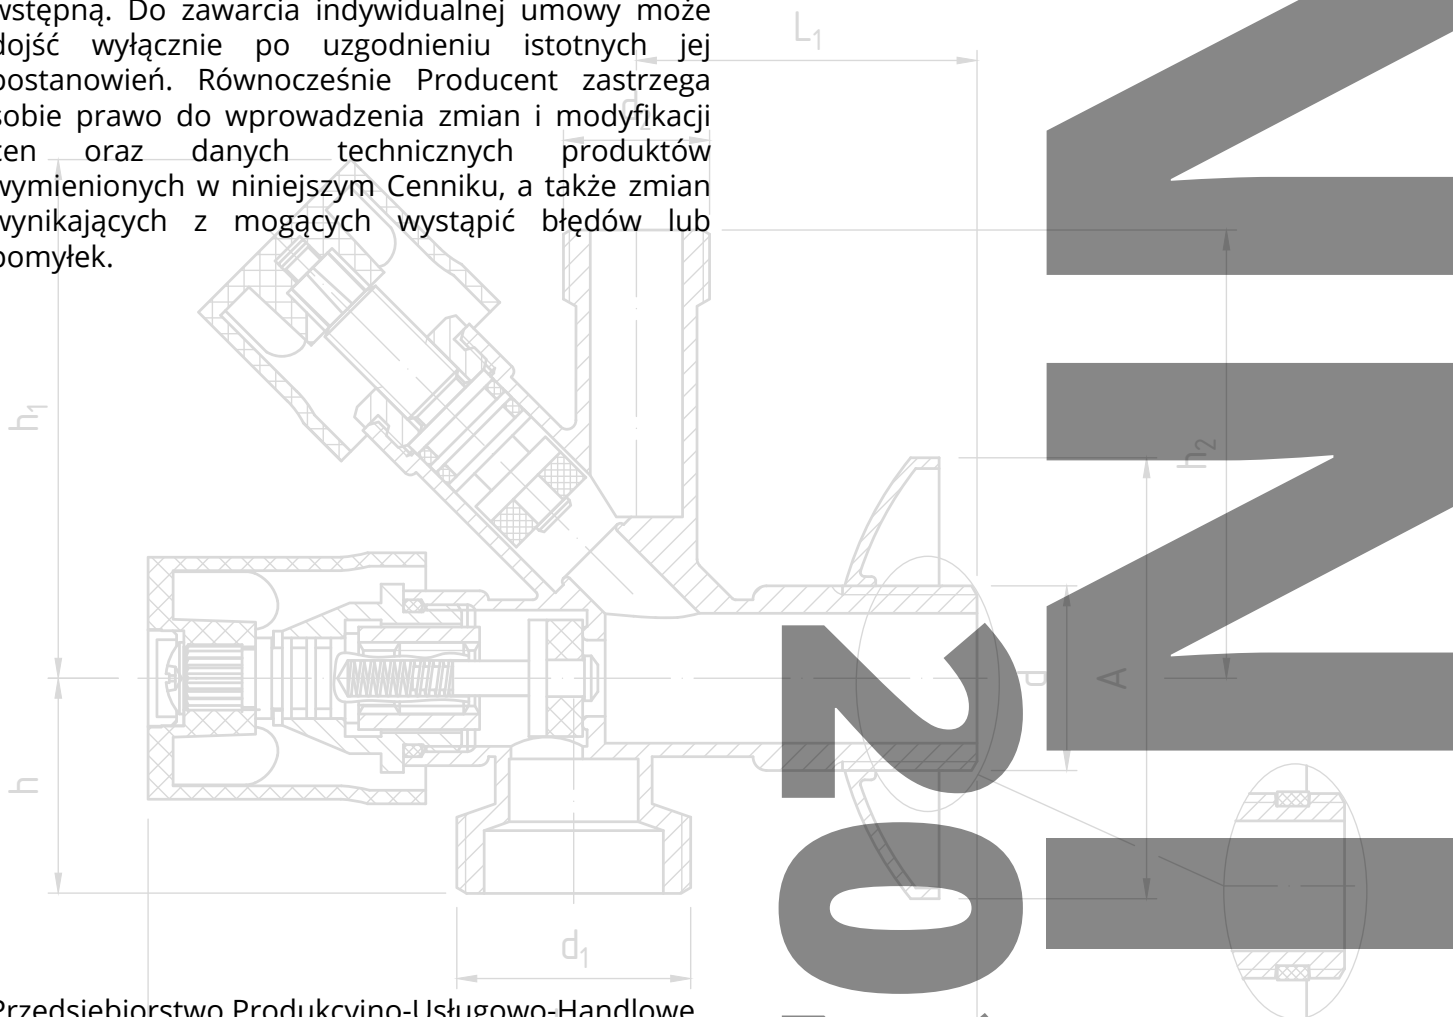 wstępną. Do zawarcia indywidualnej umowy może
dojść wyłącznie po uzgodnieniu istotnych jej
postanowień. Równocześnie Producent zastrzega
sobie prawo do wprowadzenia zmian i modyfikacji
cen oraz danych technicznych produktów
wymienionych w niniejszym Cenniku, a także zmian
wynikających z mogących wystąpić błędów lub
pomyłek.
L1
d2
h1
h2
d
A
h
d1
20
NNI
Przedsiębiorstwo Produkcyjno-Usługowo-Handlowe